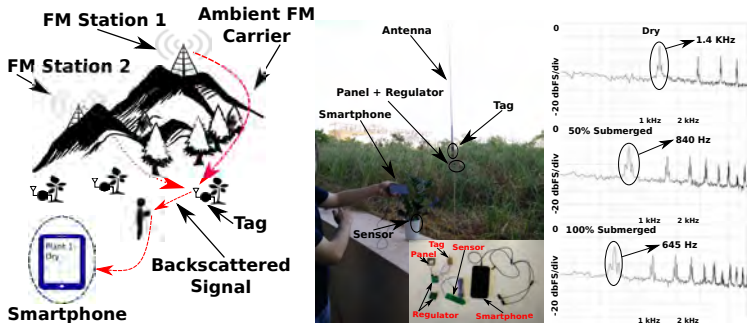 FM Station 1
Ambient FM
Carrier
FM Station 2
Plant 1:
Dry
Tag
Backscattered
Signal
Smartphone
Antenna
Panel + Regulator
Smartphone
Tag
Sensor
Tag
Sensor
Panel
Regulator
Smartphone
0
Dry
1.4 KHz
-20 dbFS/div
1 kHz
2 kHz
0
50% Submerged
840 Hz
-20 dbFS/div
1 kHz
2 kHz
0
100% Submerged
645 Hz
-20 dbFS/div
1 kHz
2 kHz